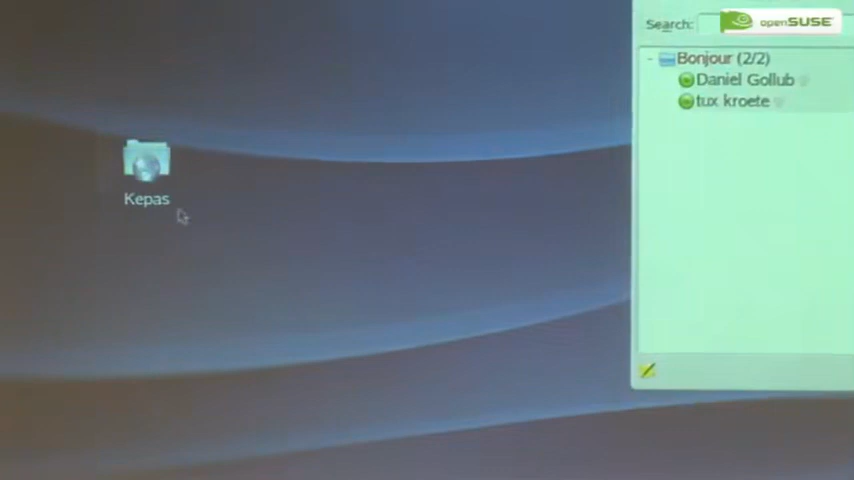 Search:
openSUSE
Bonjour (2/2)
Daniel Gollub
tux kroete
Kepas